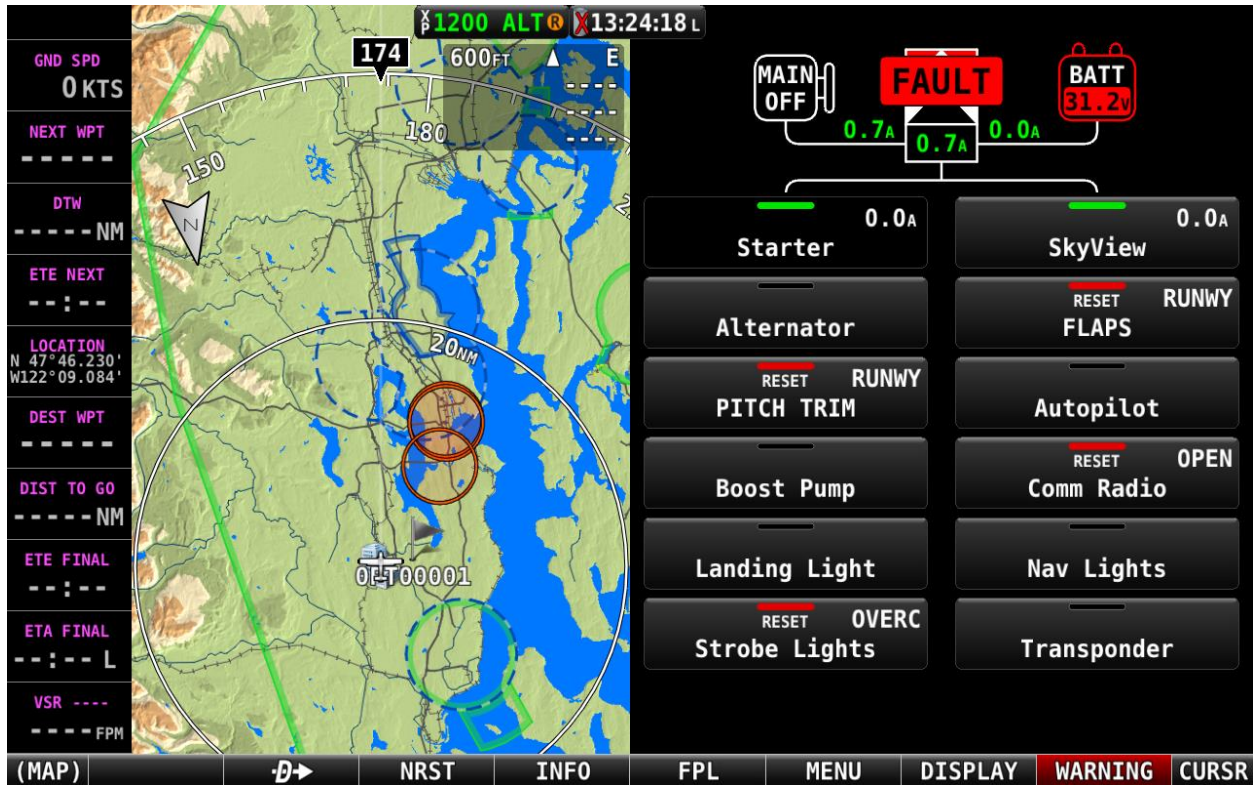 XP 1200 ALT R X 13:24:18 L
GND SPD
0 KTS
NEXT WPT
-----
DTW
-----NM
ETE NEXT
--:--
LOCATION
N 47°46.230'
W122°09.084'
DEST WPT
-----
DIST TO GO
-----NM
ETE FINAL
--:--
ETA FINAL
--:-- L
VSR ----
----FPM
174
600FT
E
----
----
----
180
150
N
20NM
MAIN
OFF
FAULT
BATT
31.2V
0.7A
0.7A
0.0A
0.0A
Starter
0.0A
SkyView
Alternator
RESET RUNWY
FLAPS
RESET RUNWY
PITCH TRIM
Autopilot
Boost Pump
RESET OPEN
Comm Radio
Landing Light
Nav Lights
RESET OVERC
Strobe Lights
Transponder
(MAP) D NRST INFO FPL MENU DISPLAY WARNING CURSR